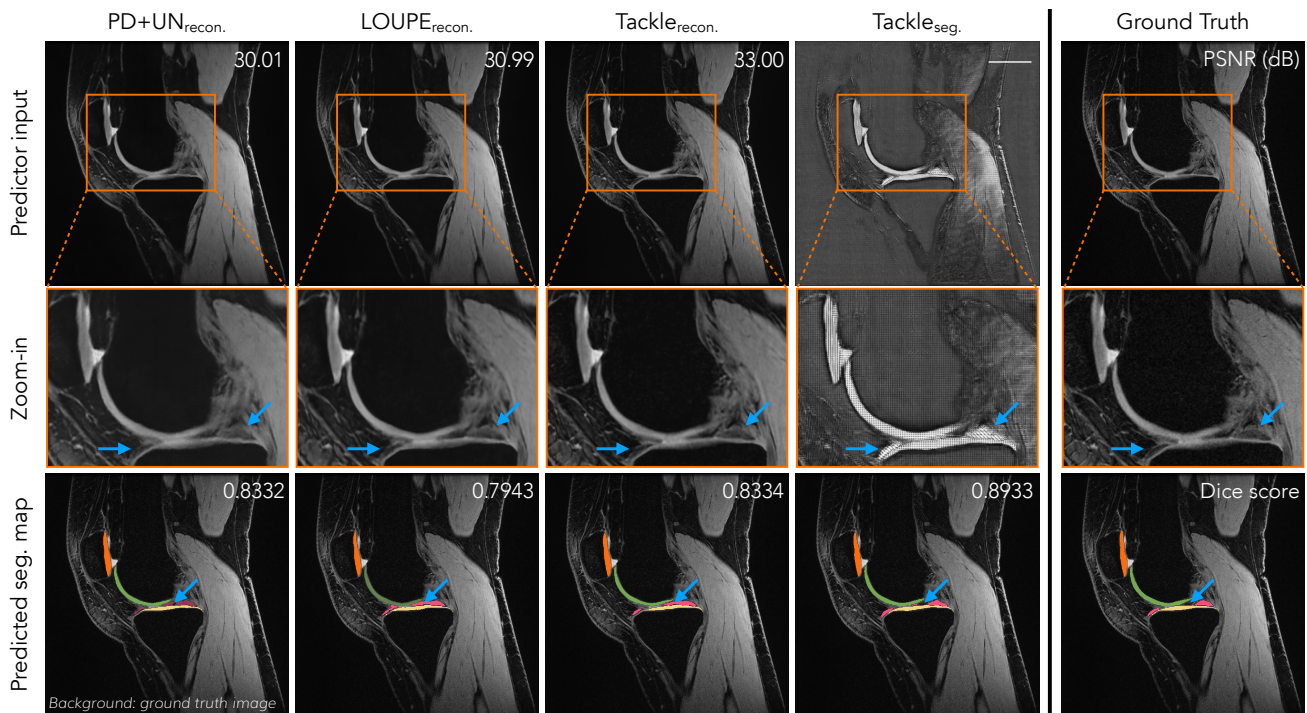 PD+UNrecon. LOUPErecon. Tacklerecon. Tackleseg. Ground Truth
Predictor input
30.01 30.99 33.00 PSNR (dB)
Zoom-in
Predicted seg. map
0.8332 0.7943 0.8334 0.8933 Dice score
Background: ground truth image